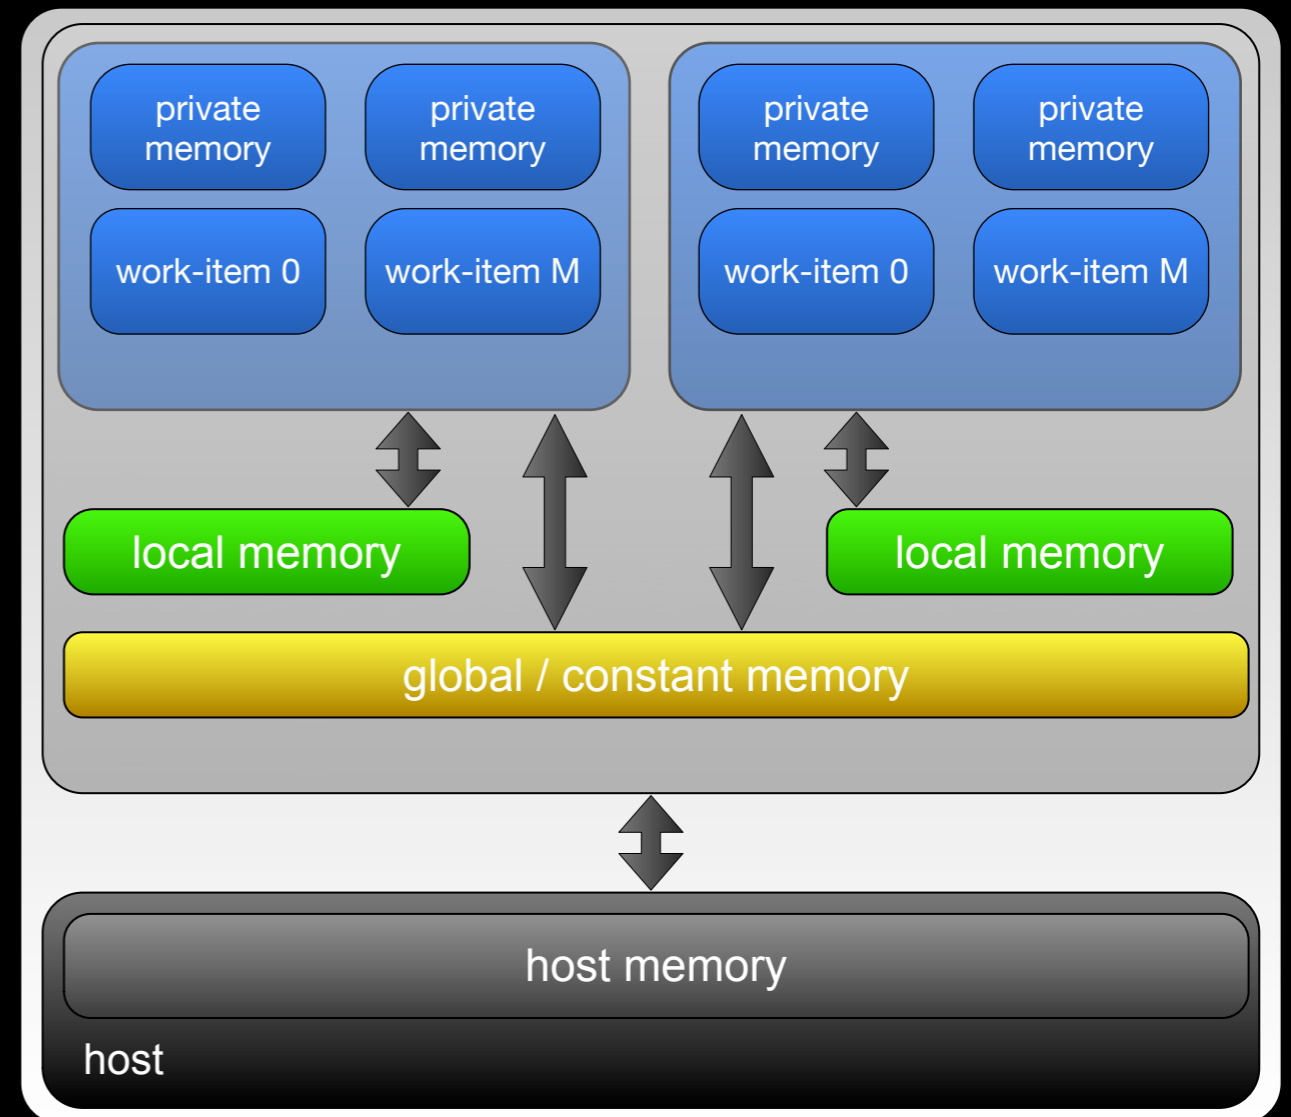 private
memory
private
memory
private
memory
private
memory
work-item 0
work-item M
work-item 0
work-item M
local memory
local memory
global / constant memory
host memory
host